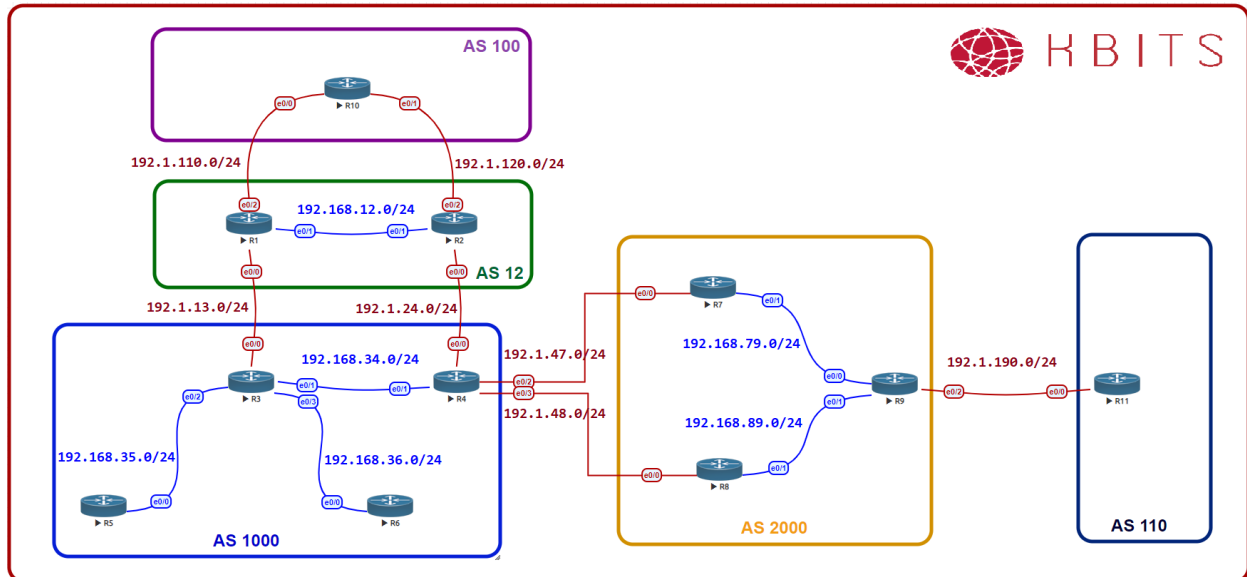 AS 100
KBITS
e0/0
e0/1
R10
192.1.110.0/24
192.1.120.0/24
e0/2
192.168.12.0/24
e0/2
R1
e0/1
e0/1
R2
e0/0
e0/0
AS 12
192.1.13.0/24
192.1.24.0/24
e0/0
e0/0
192.168.34.0/24
R3
e0/1
e0/1
R4
e0/2
e0/3
192.168.35.0/24
192.168.36.0/24
e0/0
R5
e0/0
R6
AS 1000
192.1.47.0/24
e0/2
e0/3
192.1.48.0/24
e0/0
R7
e0/1
192.168.79.0/24
e0/0
R9
e0/1
e0/2
192.168.89.0/24
e0/0
R8
e0/1
AS 2000
192.1.190.0/24
e0/0
R11
AS 110